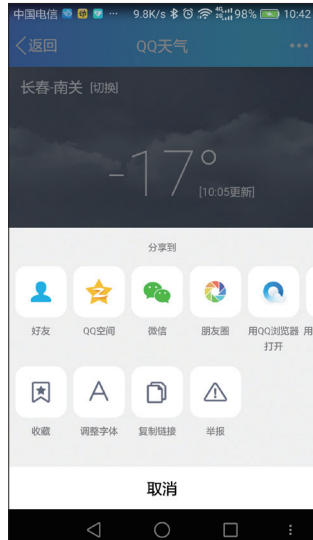 中国电信 ··· 9.8K/s 4G 2G 98% 10:42
返回 QQ天气 •••
长春·南关 [切换]
-17°
[10:05更新]
分享到
好友 QQ空间 微信 朋友圈 用QQ浏览器 用
打开
收藏 调整字体 复制链接 举报
取消